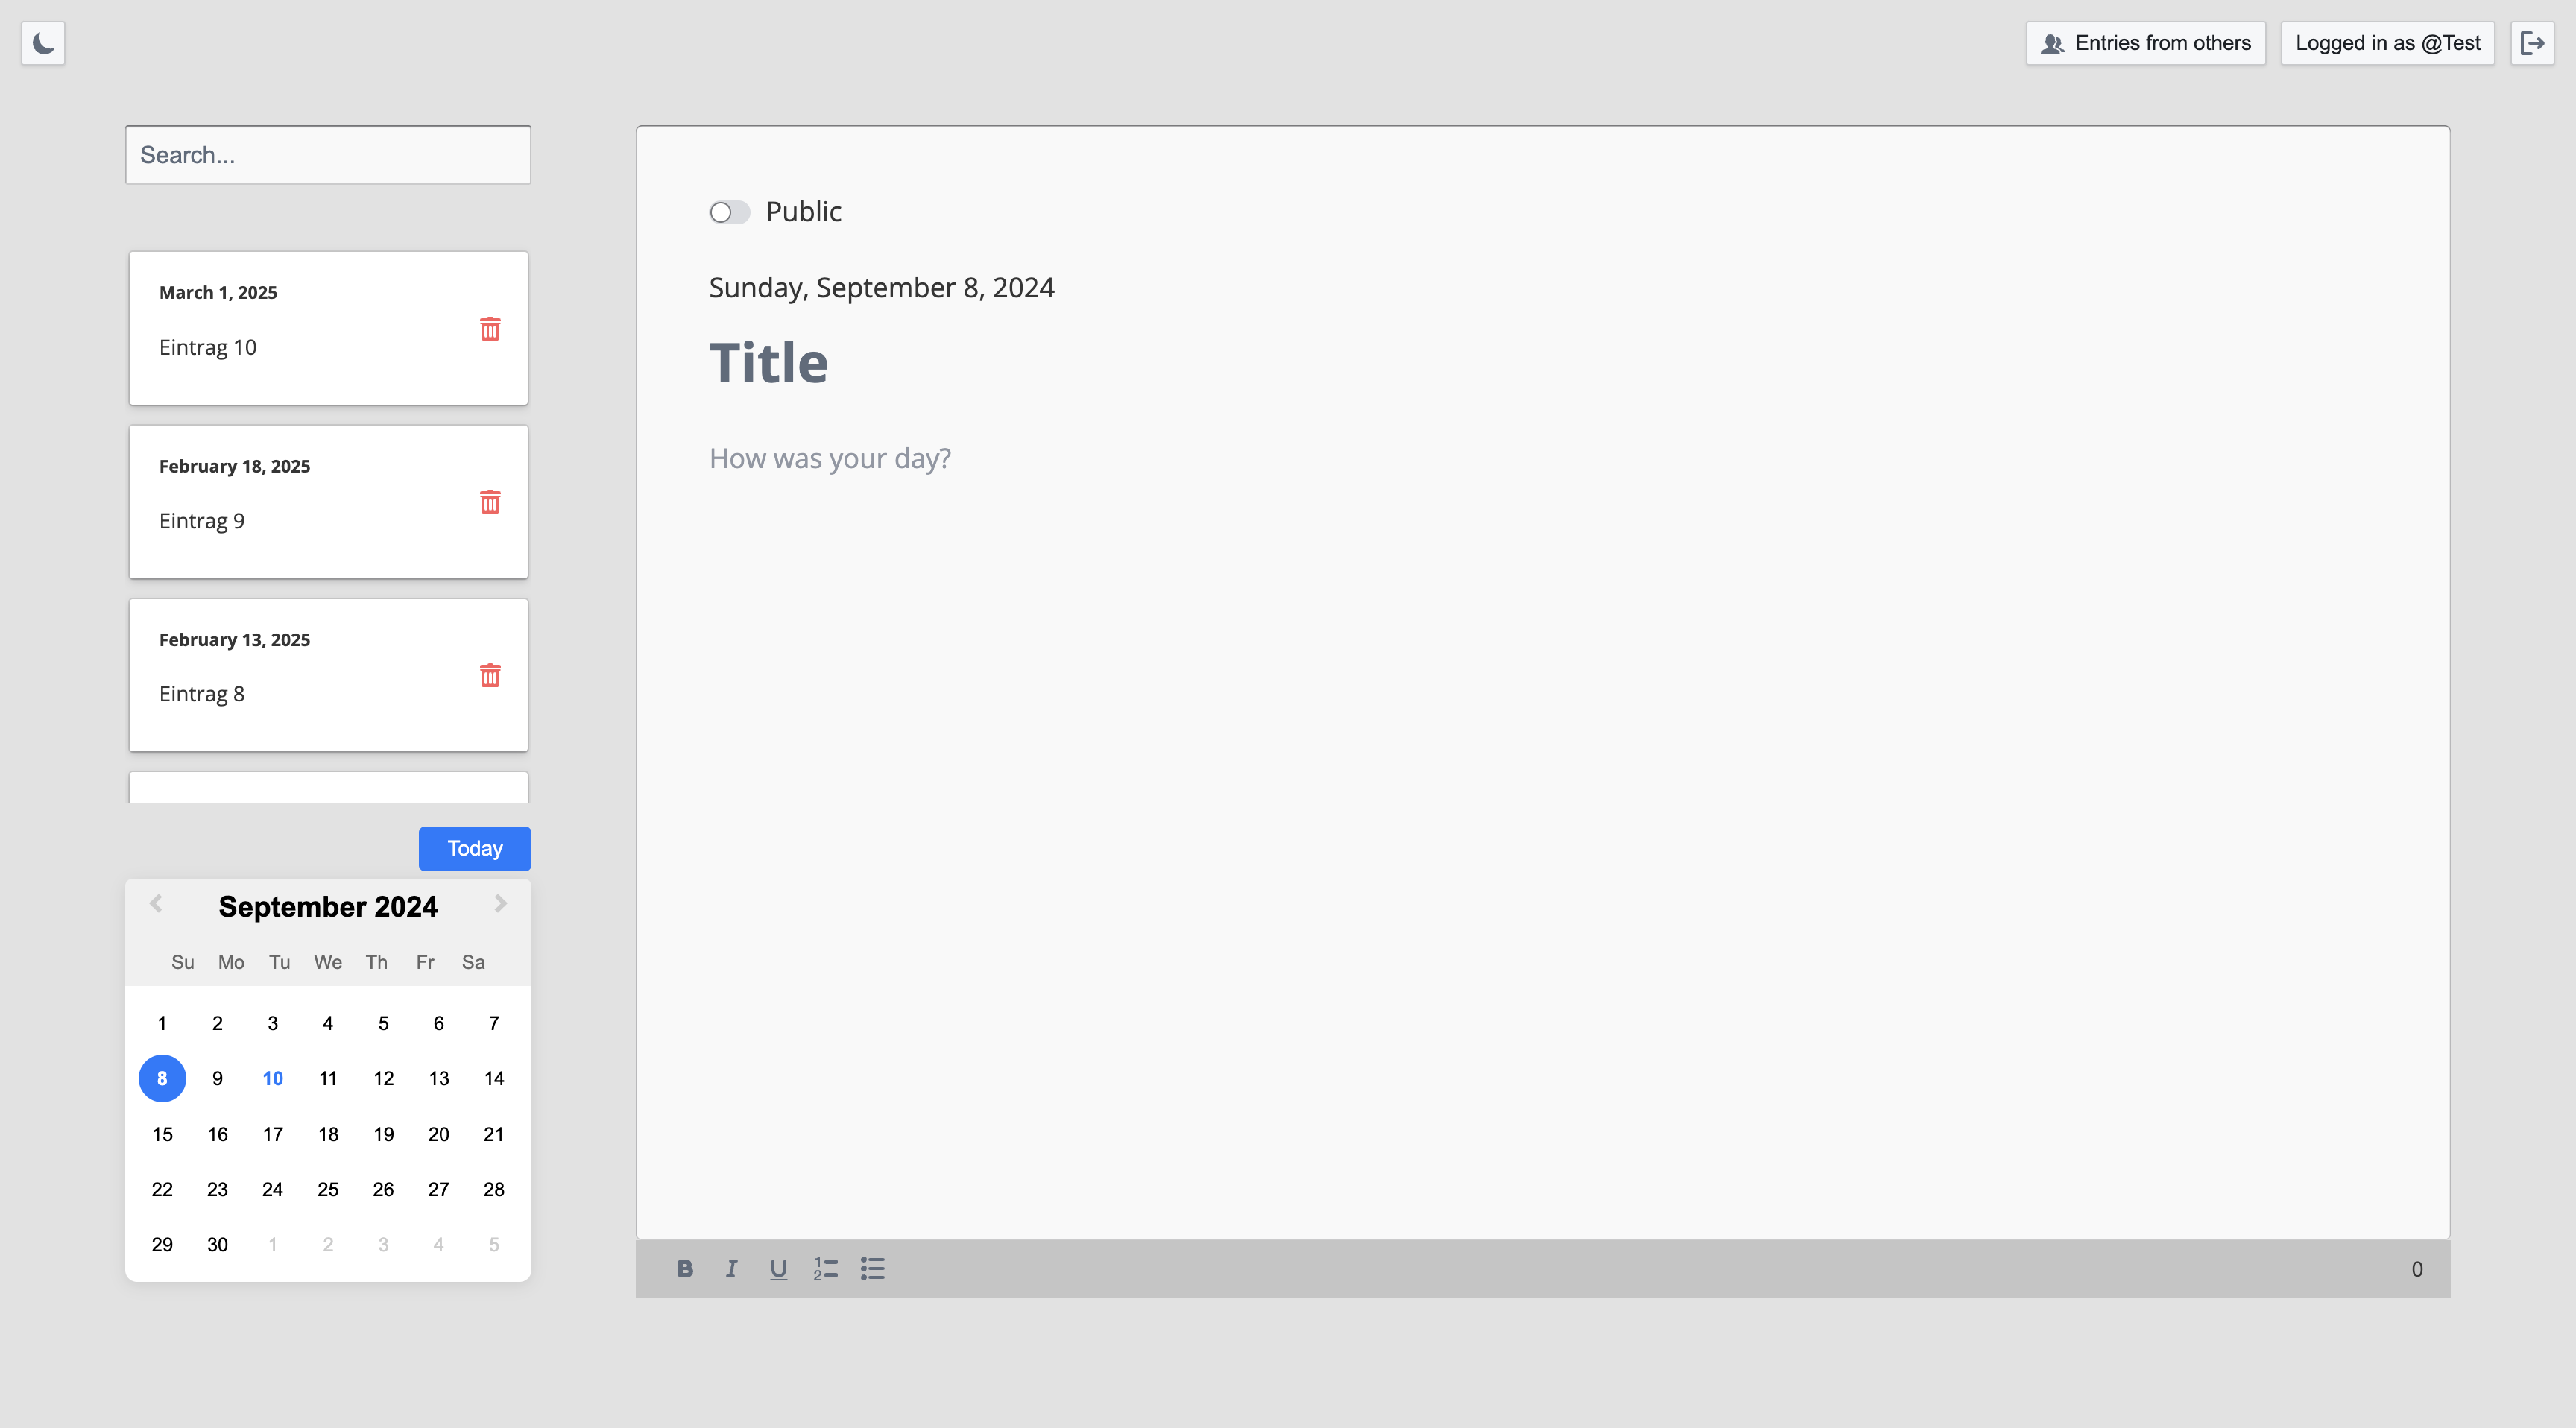 Entries from others
Logged in as @Test
Search...
March 1, 2025
Eintrag 10
February 18, 2025
Eintrag 9
February 13, 2025
Eintrag 8
Today
September 2024
Su Mo Tu We Th Fr Sa
1 2 3 4 5 6 7
8 9 10 11 12 13 14
15 16 17 18 19 20 21
22 23 24 25 26 27 28
29 30 1 2 3 4 5
Public
Sunday, September 8, 2024
Title
How was your day?
B I U
0